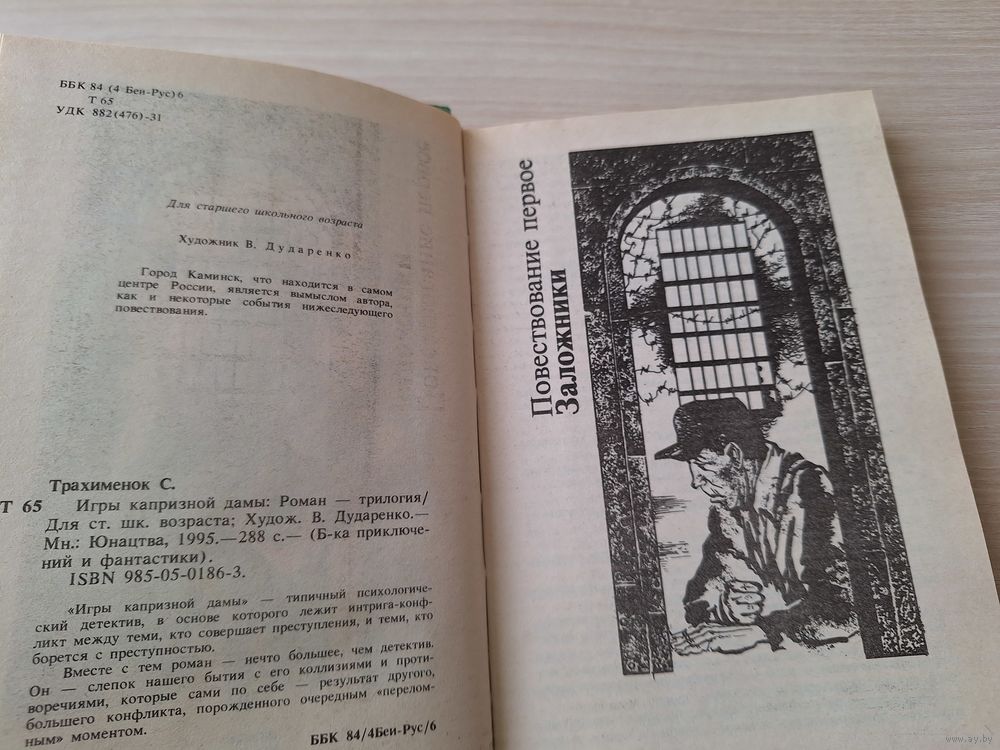 ББК 84 (4 Беи-Рус)6
Т 65
УДК 882(476)-31
Для старшего школьного возраста
Художник В. Дударенко
Город Каминск, что находится в самом
центре России, является вымыслом автора,
как и некоторые события нижеследующего
повествования.
Трахименок С.
Т 65 Игры капризной дамы: Роман — трилогия/
Для ст. шк. возраста; Худож. В. Дударенко.—
Мн.: Юнацтва, 1995.—288 с.— (Б-ка приключе-
ний и фантастики).
ISBN 985-05-0186-3.
«Игры капризной дамы» — типичный психологиче-
ский детектив, в основе которого лежит интрига-конф-
ликт между теми, кто совершает преступления, и теми, кто
борется с преступностью.
Вместе с тем роман — нечто большее, чем детектив.
Он — слепок нашего бытия с его коллизиями и проти-
воречиями, которые сами по себе — результат другого,
большего конфликта, порожденного очередным “перелом-
ным” моментом.
ББК 84/4Беи-Рус/6
Повествование первое
Заложники
www.ay.by